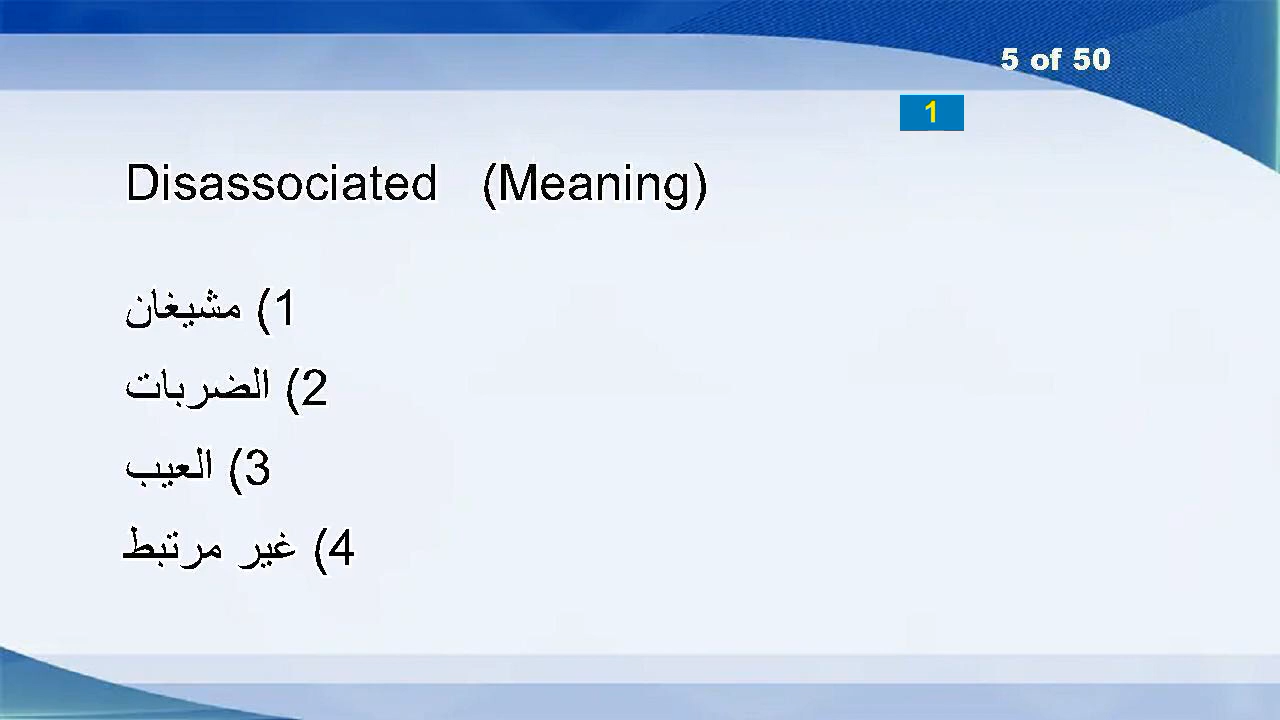 5 of 50
1
Disassociated (Meaning)
1) مشيغان
2) الضربات
3) العيب
4) غير مرتبط